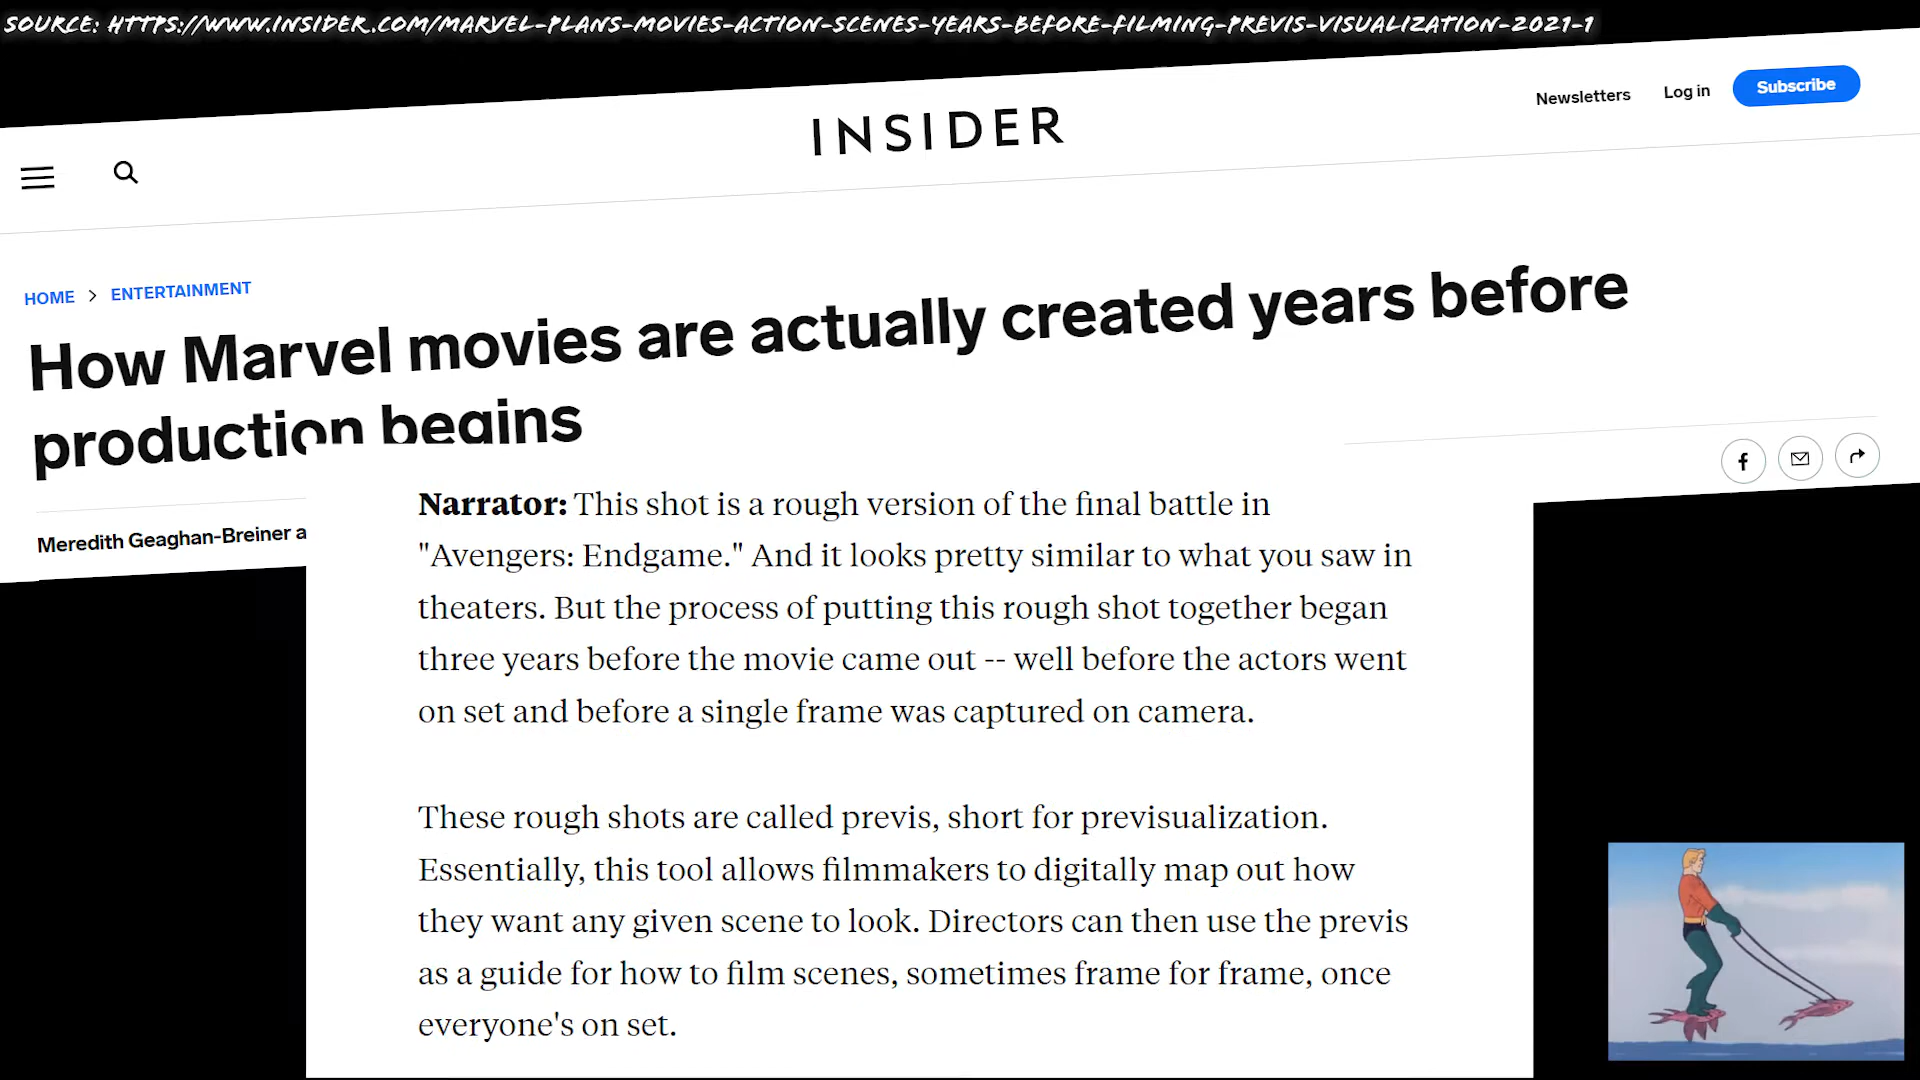 SOURCE: HTTPS://WWW.INSIDER.COM/MARVEL-PLANS-MOVIES-ACTION-SCENES-YEARS-BEFORE-FILMING-PREVIS-VISUALIZATION-2021-1
INSIDER
Newsletters Log in Subscribe
HOME > ENTERTAINMENT
How Marvel movies are actually created years before
production begins
Meredith Geaghan-Breiner a
Narrator: This shot is a rough version of the final battle in
"Avengers: Endgame." And it looks pretty similar to what you saw in
theaters. But the process of putting this rough shot together began
three years before the movie came out -- well before the actors went
on set and before a single frame was captured on camera.
These rough shots are called previs, short for previsualization.
Essentially, this tool allows filmmakers to digitally map out how
they want any given scene to look. Directors can then use the previs
as a guide for how to film scenes, sometimes frame for frame, once
everyone's on set.